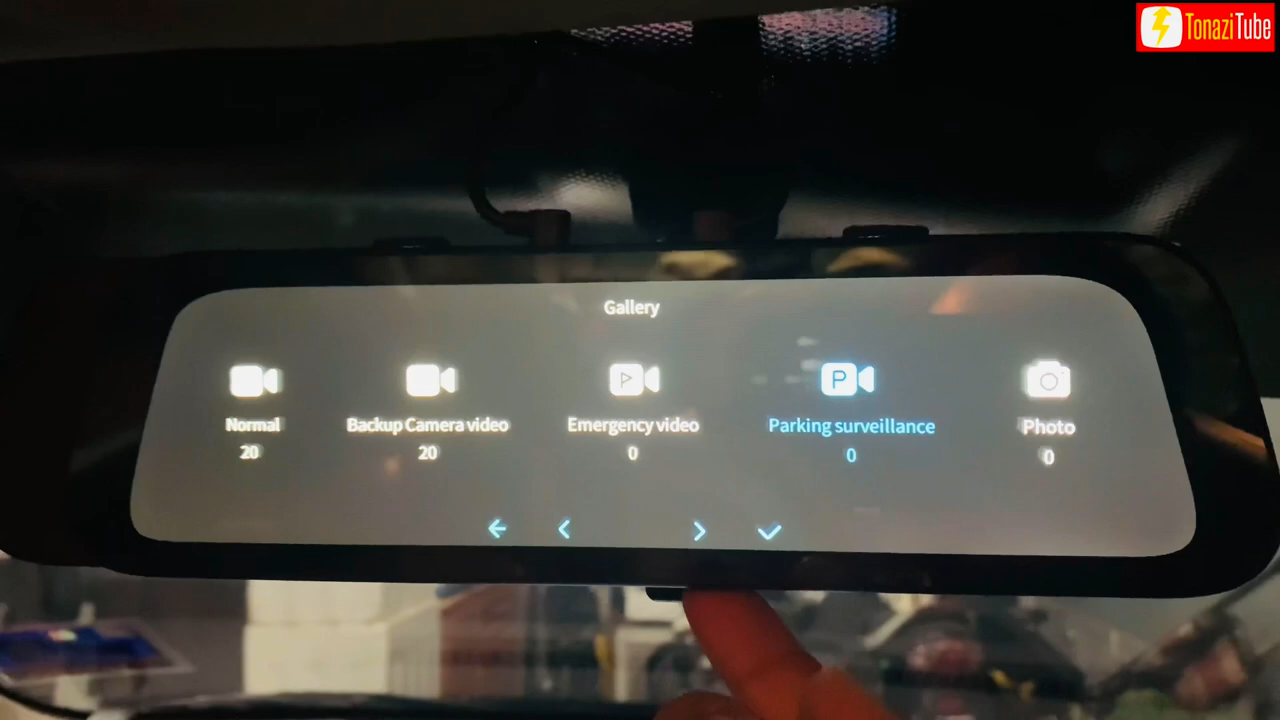 TonaziTube
Gallery
Normal
20
Backup Camera video
20
Emergency video
0
P
Parking surveillance
0
Photo
0